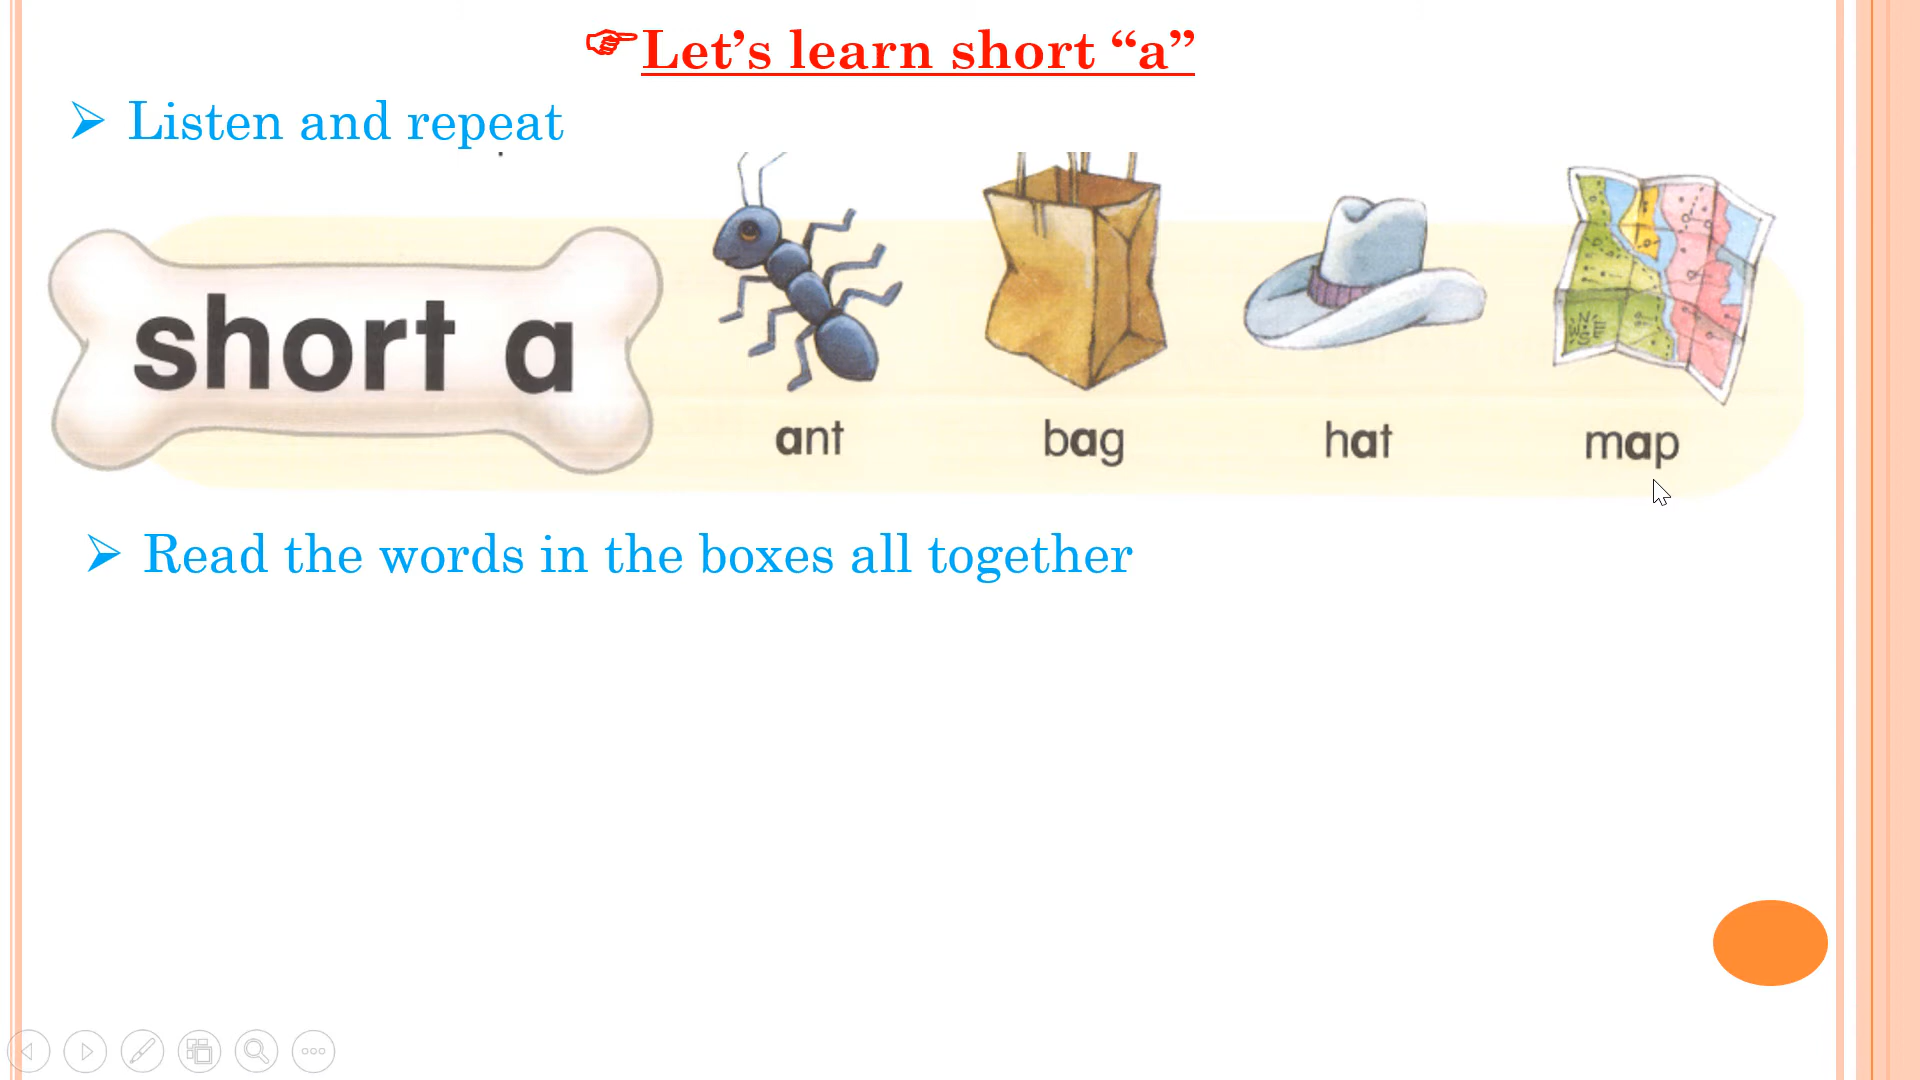 Let’s learn short “a”
Listen and repeat
short a
ant bag hat map
Read the words in the boxes all together